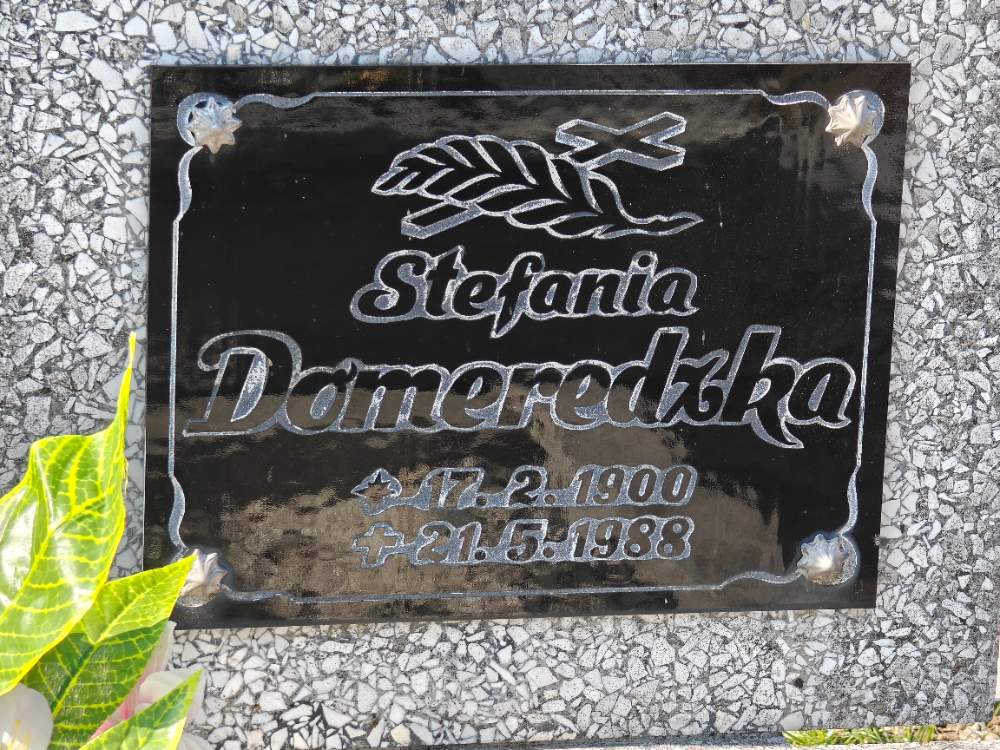 Stefania
Domeredzka
17. 2. 1900
21. 5. 1988